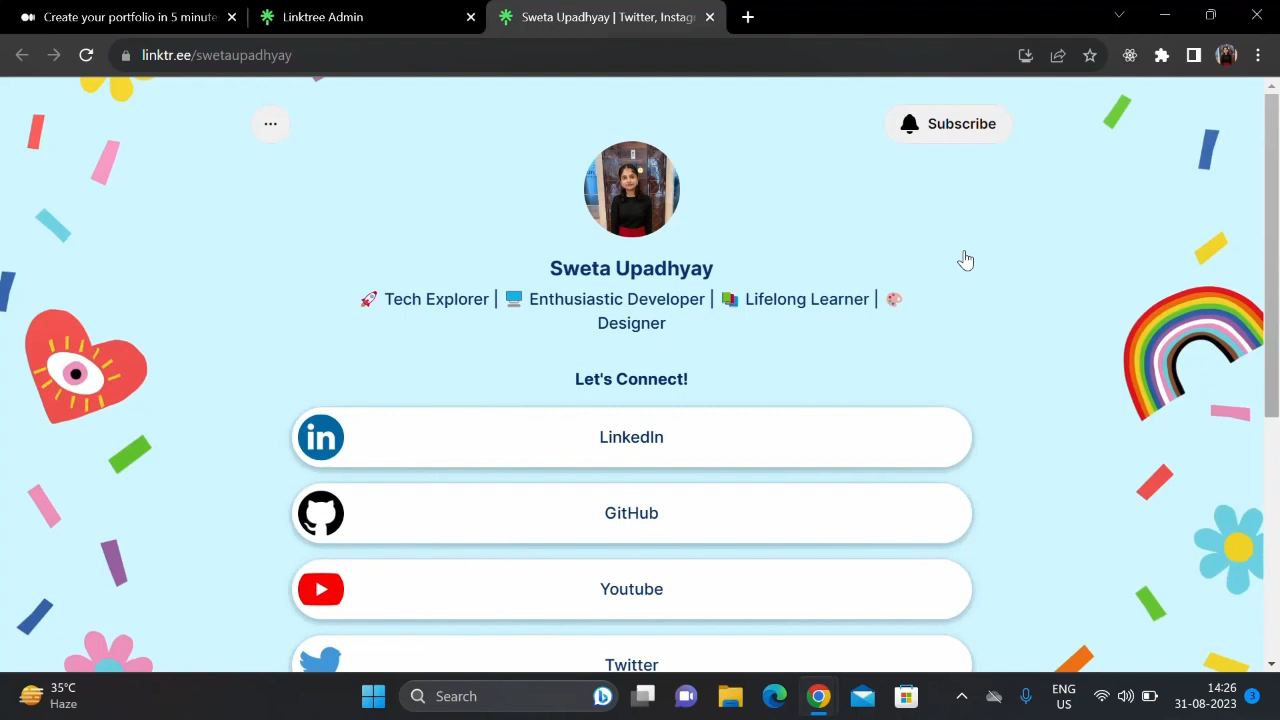 Create your portfolio in 5 minute
Linktree Admin
Sweta Upadhyay | Twitter, Instag
linktr.ee/swetaupadhyay
...
Subscribe
Sweta Upadhyay
🚀 Tech Explorer | 🖥️ Enthusiastic Developer | 📚 Lifelong Learner | 🎨
Designer
Let's Connect!
in LinkedIn
GitHub
Youtube
Twitter
35°C
Haze
Search
ENG
US
14:26
31-08-2023
3